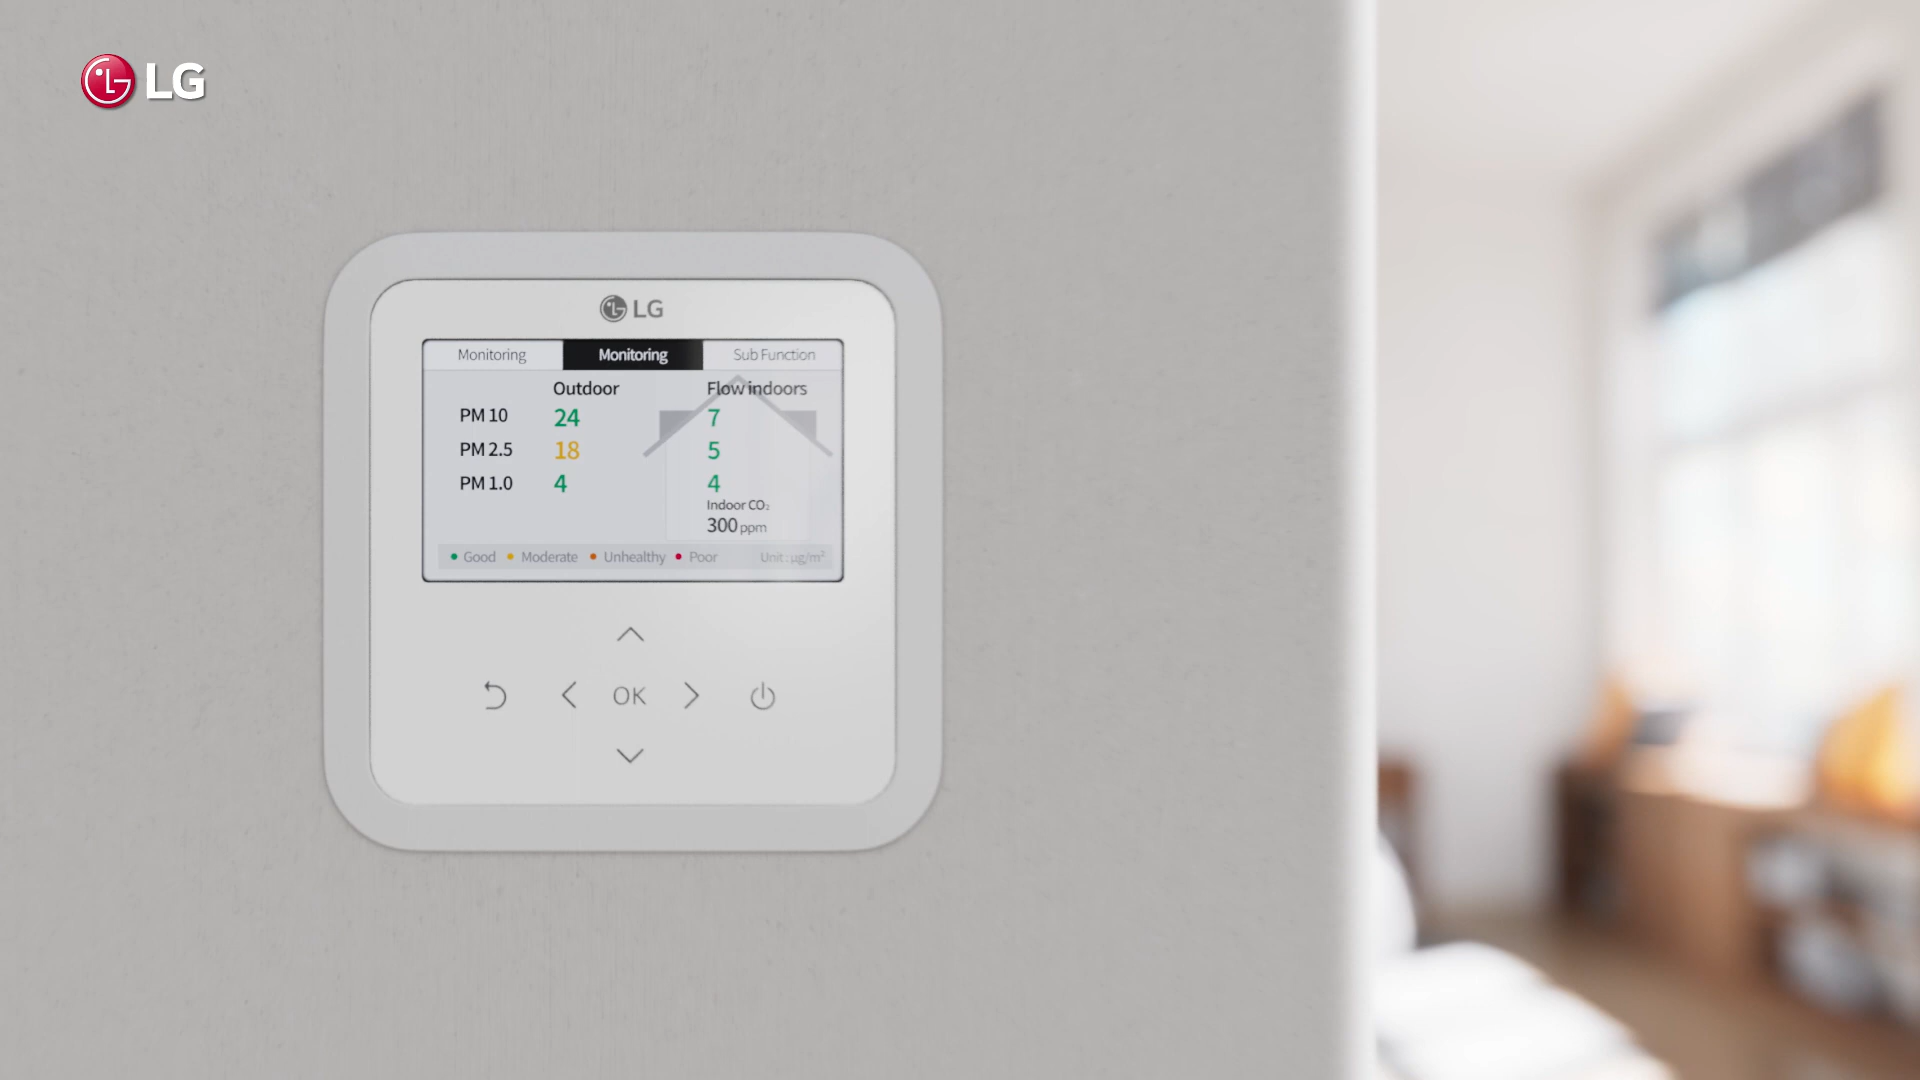 LG
LG
Monitoring Monitoring Sub Function
Outdoor Flow indoors
PM 10 24 7
PM 2.5 18 5
PM 1.0 4 4
Indoor CO₂
300 ppm
Good Moderate Unhealthy Poor Unit : μg/m³
OK